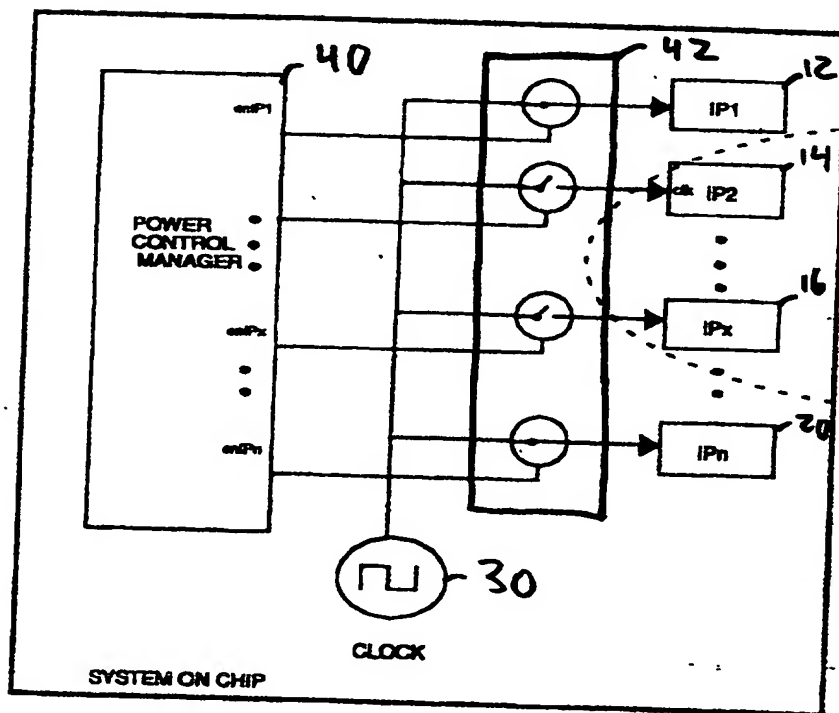 40
42
12
enIP1
IP1
14
clk IP2
POWER
CONTROL
MANAGER
16
enIPx
IPx
20
enIPn
IPn
30
CLOCK
SYSTEM ON CHIP